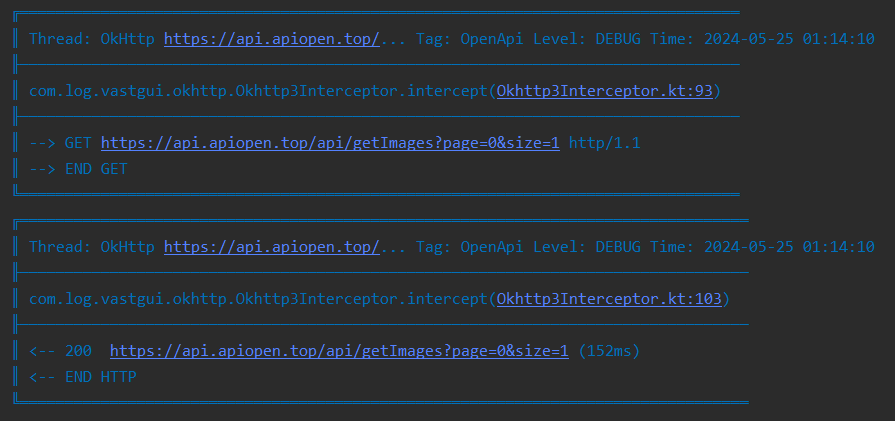 Thread: OkHttp https://api.apiopen.top/... Tag: OpenApi Level: DEBUG Time: 2024-05-25 01:14:10
com.log.vastgui.okhttp.Okhttp3Interceptor.intercept(Okhttp3Interceptor.kt:93)
--> GET https://api.apiopen.top/api/getImages?page=0&size=1 http/1.1
--> END GET
Thread: OkHttp https://api.apiopen.top/... Tag: OpenApi Level: DEBUG Time: 2024-05-25 01:14:10
com.log.vastgui.okhttp.Okhttp3Interceptor.intercept(Okhttp3Interceptor.kt:103)
<-- 200  https://api.apiopen.top/api/getImages?page=0&size=1 (152ms)
<-- END HTTP